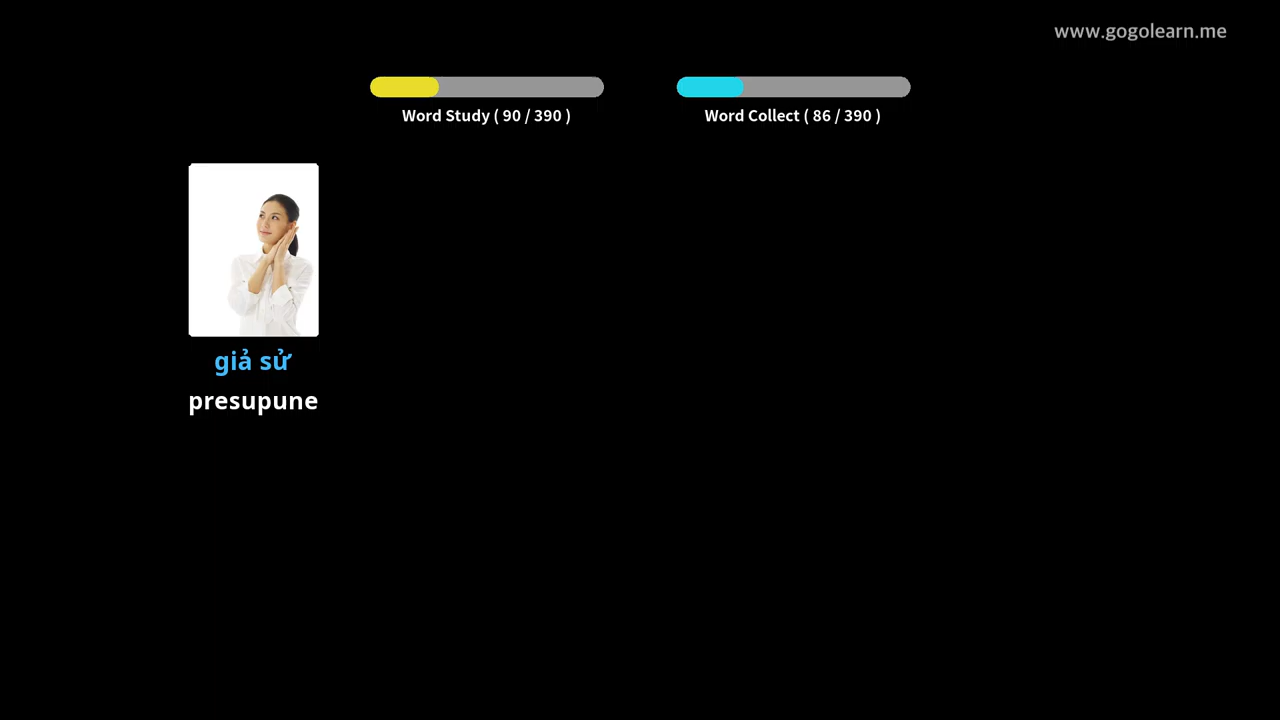 www.gogolearn.me
Word Study ( 90 / 390 )
Word Collect ( 86 / 390 )
giả sử
presupune